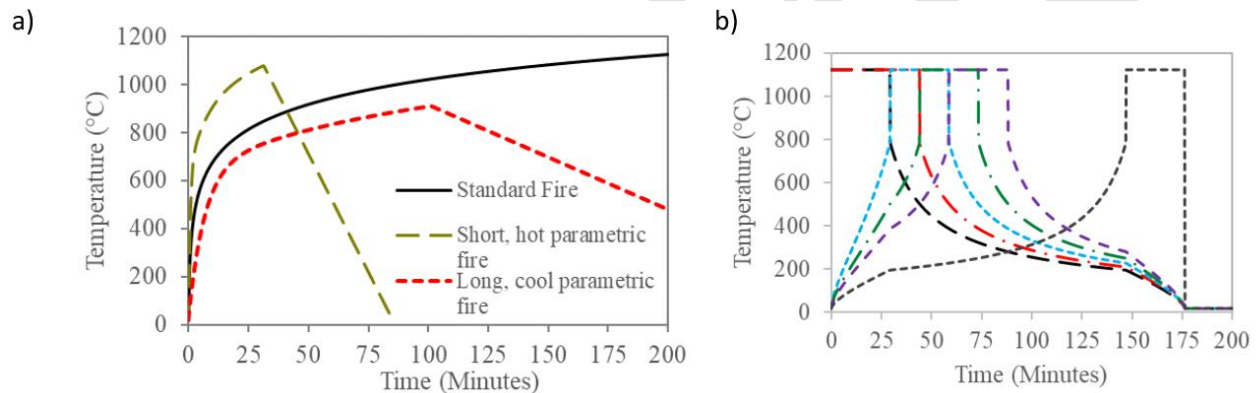 a)
1200
1000
800
600
400
200
0
Temperature (°C)
Standard Fire
Short, hot parametric
fire
Long, cool parametric
fire
0 25 50 75 100 125 150 175 200
Time (Minutes)
b)
1200
1000
800
600
400
200
0
Temperature (°C)
0 25 50 75 100 125 150 175 200
Time (Minutes)